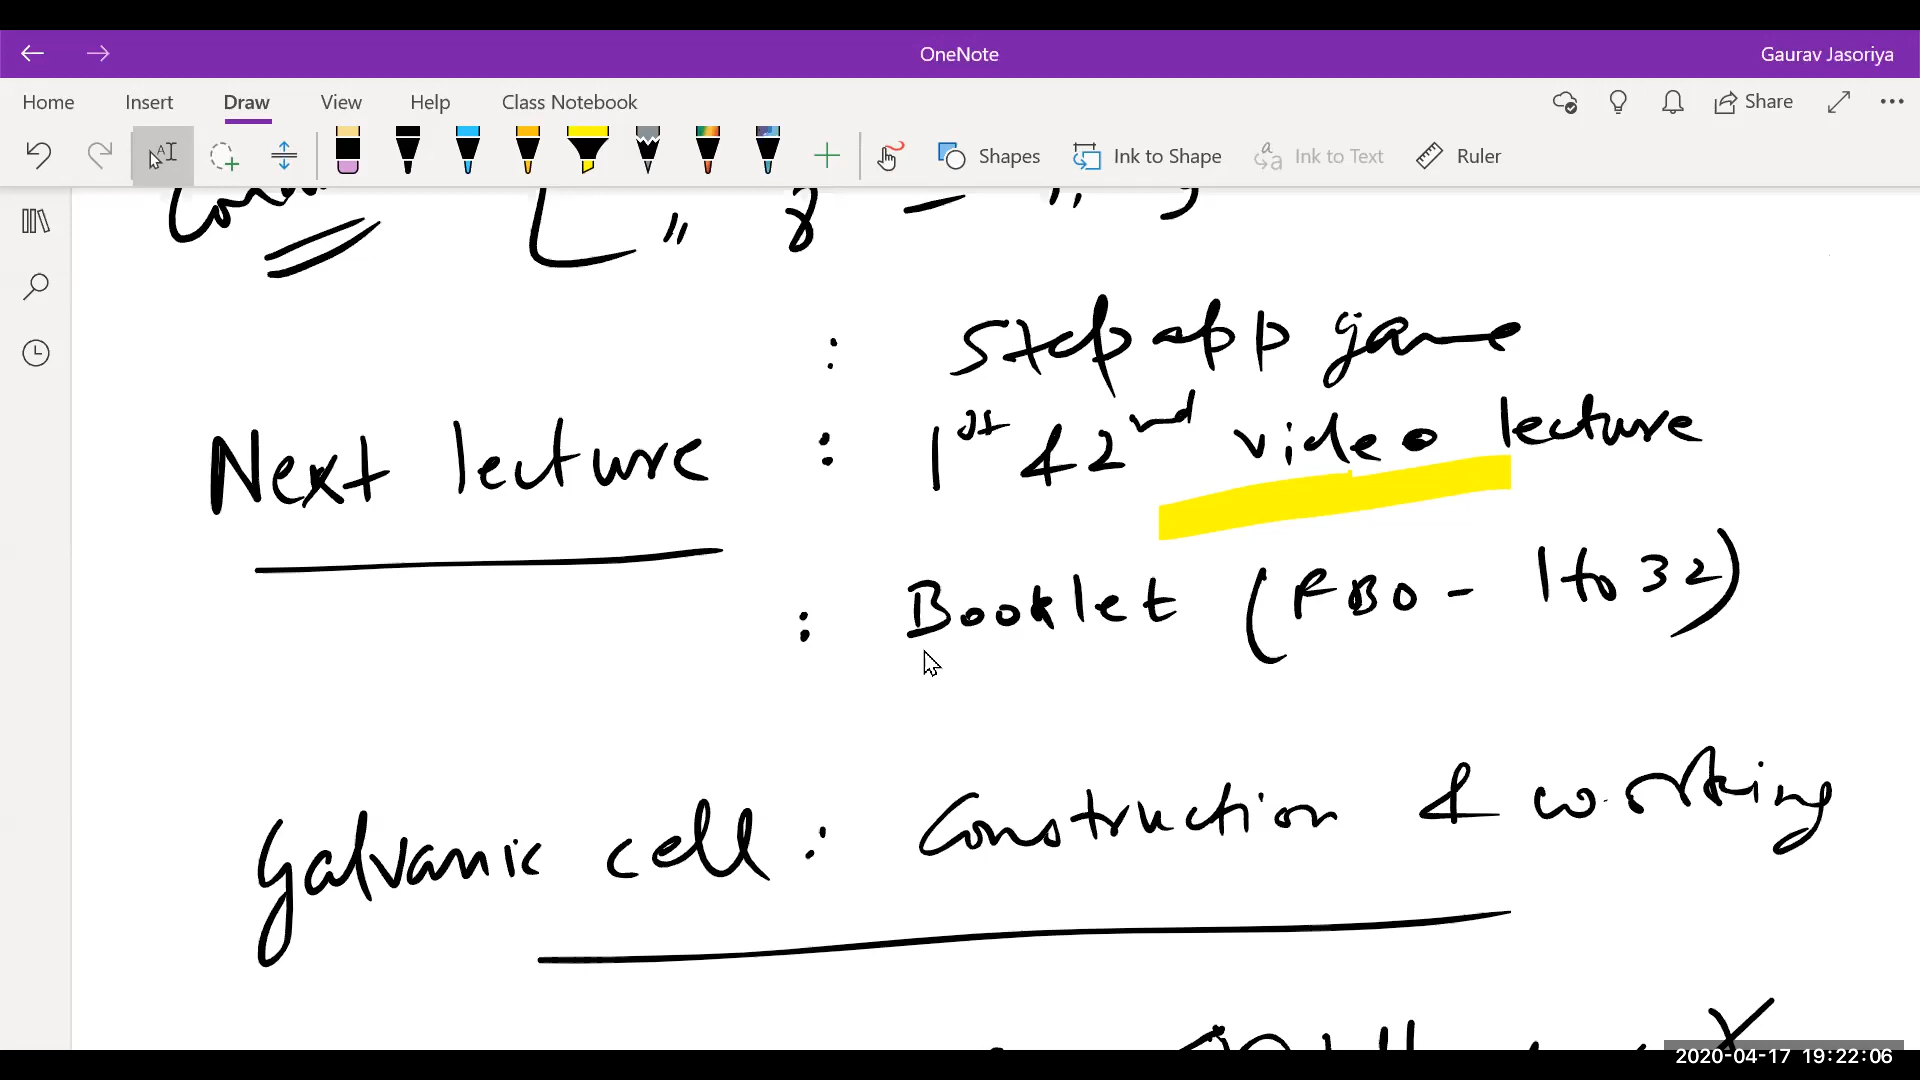 OneNote
Gaurav Jasoriya
Home Insert Draw View Help Class Notebook
Share
Shapes Ink to Shape Ink to Text Ruler
: Step app game
Next lecture : 1st & 2nd video lecture
: Booklet (FBD - 1 to 32)
Galvanic cell : Construction & working
2020-04-17 19:22:06